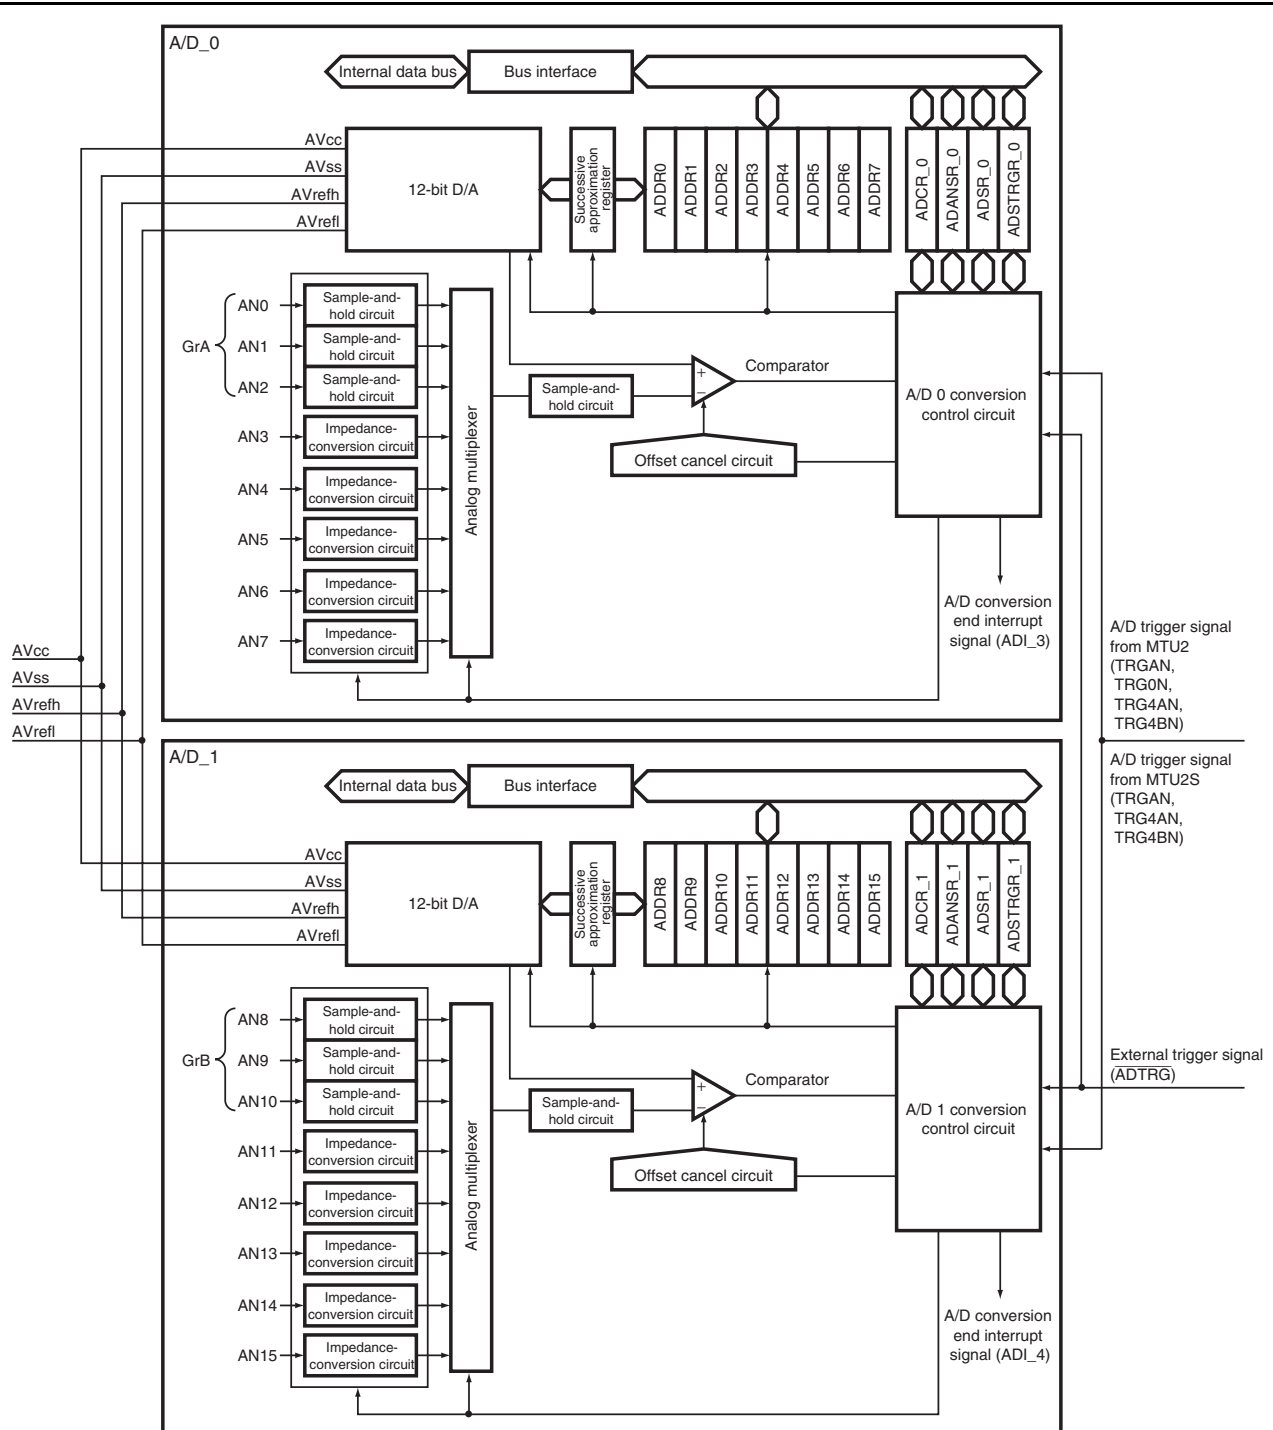 A/D_0
Internal data bus
Bus interface
AVcc
AVss
AVrefh
AVrefl
12-bit D/A
Successive
approximation
register
ADDR0
ADDR1
ADDR2
ADDR3
ADDR4
ADDR5
ADDR6
ADDR7
ADCR_0
ADANSR_0
ADSR_0
ADSTRGR_0
GrA
AN0
Sample-and-
hold circuit
AN1
Sample-and-
hold circuit
AN2
Sample-and-
hold circuit
AN3
Impedance-
conversion circuit
AN4
Impedance-
conversion circuit
AN5
Impedance-
conversion circuit
AN6
Impedance-
conversion circuit
AN7
Impedance-
conversion circuit
Analog multiplexer
Sample-and-
hold circuit
+
−
Comparator
Offset cancel circuit
A/D 0 conversion
control circuit
A/D conversion
end interrupt
signal (ADI_3)
AVcc
AVss
AVrefh
AVrefl
A/D trigger signal
from MTU2
(TRGAN,
TRG0N,
TRG4AN,
TRG4BN)
A/D trigger signal
from MTU2S
(TRGAN,
TRG4AN,
TRG4BN)
A/D_1
Internal data bus
Bus interface
AVcc
AVss
AVrefh
AVrefl
12-bit D/A
Successive
approximation
register
ADDR8
ADDR9
ADDR10
ADDR11
ADDR12
ADDR13
ADDR14
ADDR15
ADCR_1
ADANSR_1
ADSR_1
ADSTRGR_1
GrB
AN8
Sample-and-
hold circuit
AN9
Sample-and-
hold circuit
AN10
Sample-and-
hold circuit
AN11
Impedance-
conversion circuit
AN12
Impedance-
conversion circuit
AN13
Impedance-
conversion circuit
AN14
Impedance-
conversion circuit
AN15
Impedance-
conversion circuit
Analog multiplexer
Sample-and-
hold circuit
+
−
Comparator
Offset cancel circuit
A/D 1 conversion
control circuit
External trigger signal
(ADTRG)
A/D conversion
end interrupt
signal (ADI_4)